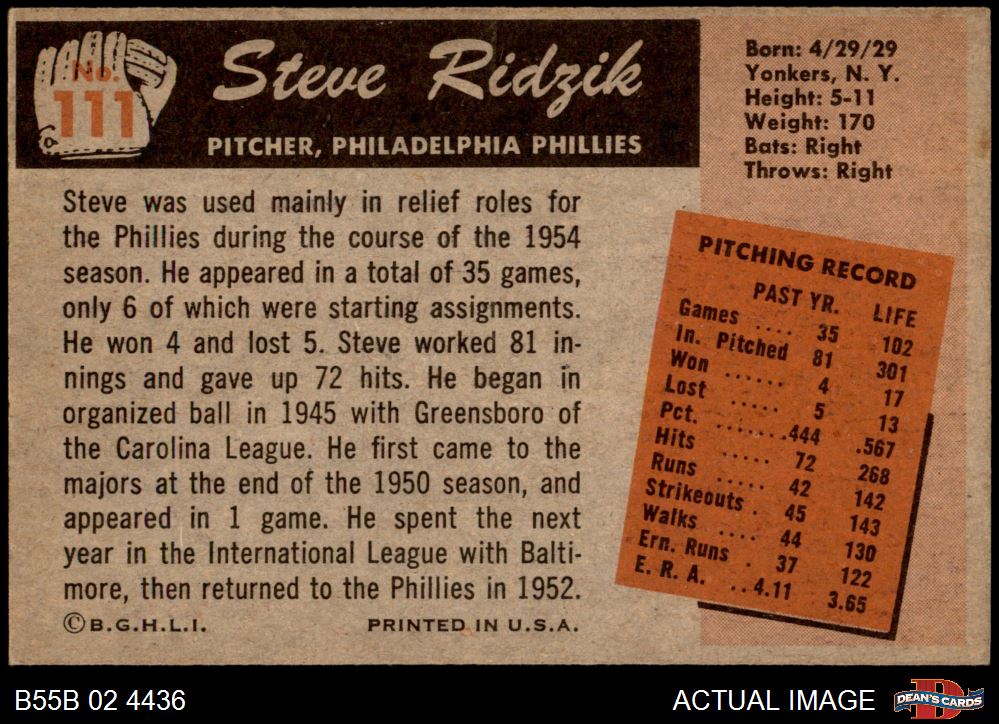 No.
111
Steve Ridzik
PITCHER, PHILADELPHIA PHILLIES
Born: 4/29/29
Yonkers, N. Y.
Height: 5-11
Weight: 170
Bats: Right
Throws: Right
Steve was used mainly in relief roles for
the Phillies during the course of the 1954
season. He appeared in a total of 35 games,
only 6 of which were starting assignments.
He won 4 and lost 5. Steve worked 81 in-
nings and gave up 72 hits. He began in
organized ball in 1945 with Greensboro of
the Carolina League. He first came to the
majors at the end of the 1950 season, and
appeared in 1 game. He spent the next
year in the International League with Balti-
more, then returned to the Phillies in 1952.
©B.G.H.L.I. PRINTED IN U.S.A.
PITCHING RECORD
PAST YR. LIFE
Games .... 35 102
In. Pitched 81 301
Won ...... 4 17
Lost ..... 5 13
Pct. .......444 .567
Hits ..... 72 268
Runs ..... 42 142
Strikeouts . 45 143
Walks .... 44 130
Ern. Runs . 37 122
E. R. A. ..4.11 3.65
B55B 02 4436
ACTUAL IMAGE
D
DEAN'S CARDS